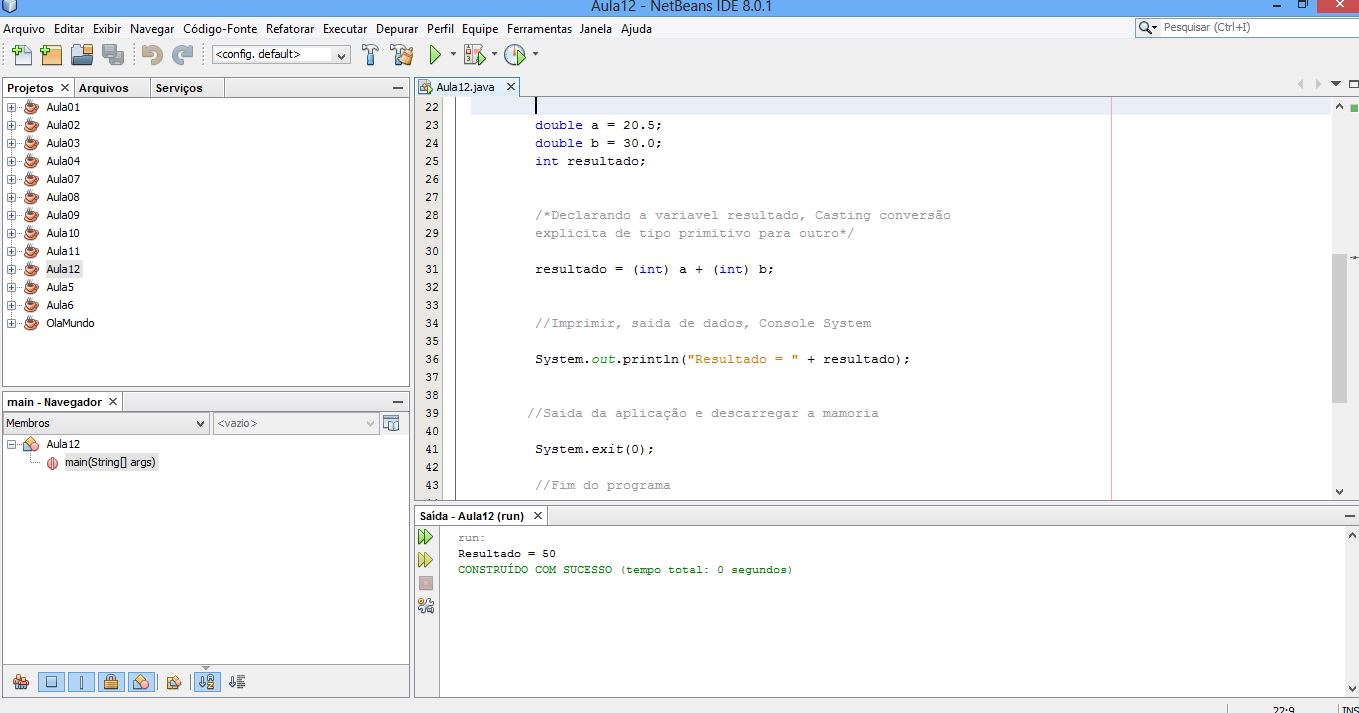 Aula12 - NetBeans IDE 8.0.1
Arquivo Editar Exibir Navegar Código-Fonte Refatorar Executar Depurar Perfil Equipe Ferramentas Janela Ajuda
Pesquisar (Ctrl+I)
<config. default>
Projetos Arquivos Serviços
Aula01
Aula02
Aula03
Aula04
Aula07
Aula08
Aula09
Aula10
Aula11
Aula12
Aula5
Aula6
OlaMundo
main - Navegador
Membros <vazio>
Aula12
main(String[] args)
Aula12.java
22
23 double a = 20.5;
24 double b = 30.0;
25 int resultado;
26
27
28 /*Declarando a variavel resultado, Casting conversão
29 explicita de tipo primitivo para outro*/
30
31 resultado = (int) a + (int) b;
32
33
34 //Imprimir, saida de dados, Console System
35
36 System.out.println("Resultado = " + resultado);
37
38
39 //Saida da aplicação e descarregar a mamoria
40
41 System.exit(0);
42
43 //Fim do programa
Saída - Aula12 (run)
run:
Resultado = 50
CONSTRUÍDO COM SUCESSO (tempo total: 0 segundos)
22:9 INS